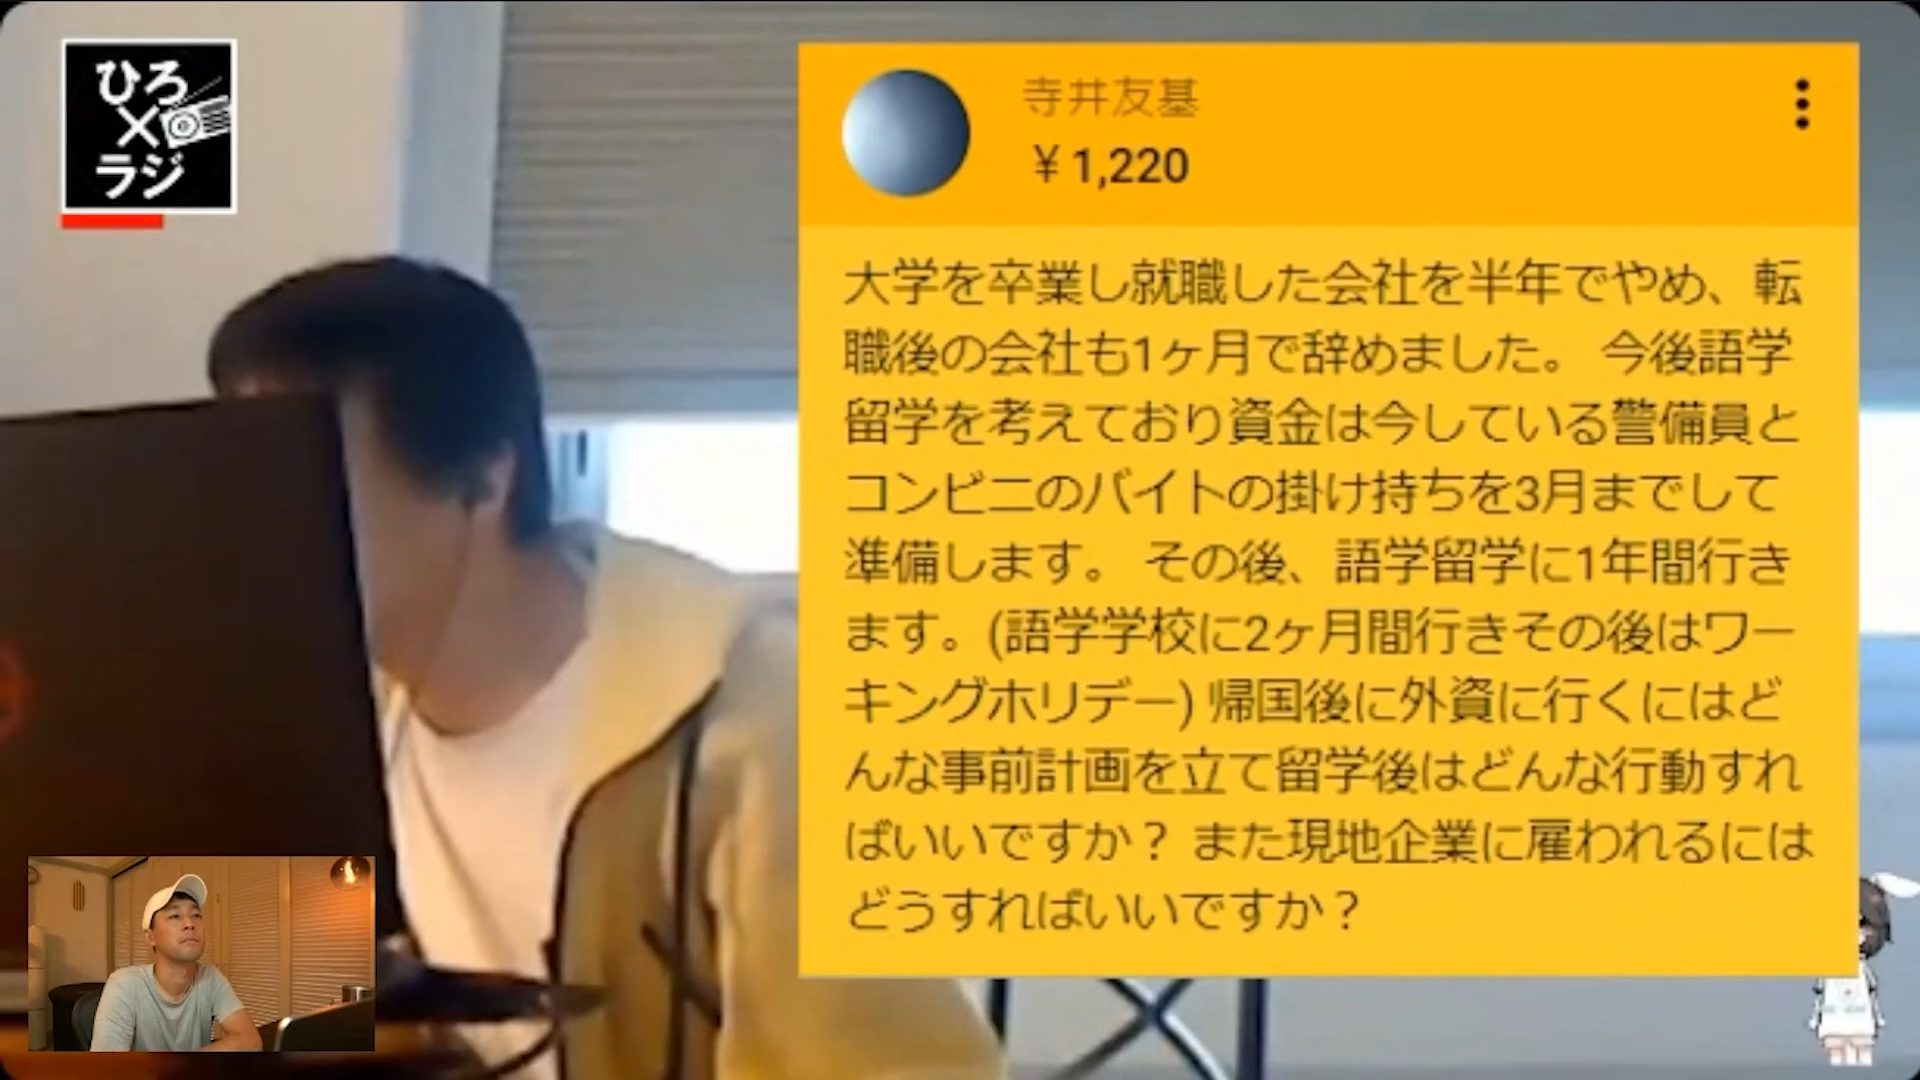 ひろ
×
ラジ
寺井友基
￥1,220
大学を卒業し就職した会社を半年でやめ、転
職後の会社も1ヶ月で辞めました。 今後語学
留学を考えており資金は今している警備員と
コンビニのバイトの掛け持ちを3月までして
準備します。 その後、語学留学に1年間行き
ます。(語学学校に2ヶ月間行きその後はワー
キングホリデー) 帰国後に外資に行くにはど
んな事前計画を立て留学後はどんな行動すれ
ばいいですか？ また現地企業に雇われるには
どうすればいいですか？